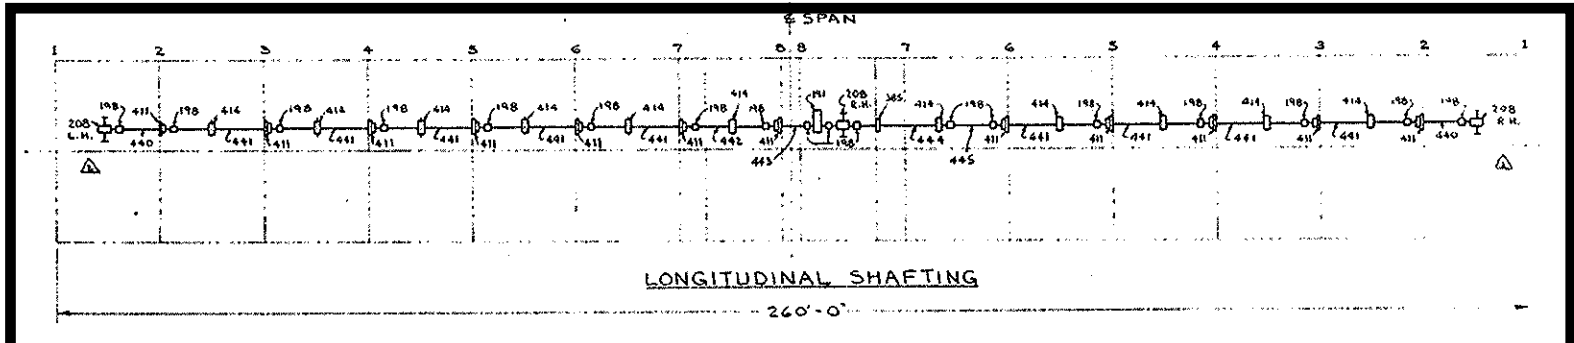 ℄ SPAN
1 2 3 4 5 6 7 8 8 7 6 5 4 3 2 1
198 411 198 414 198 414 198 414 198 414 198 414 198 414 198 191 208 R.H. 385 414 198 414 198 414 198 414 198 414 198 198 208 R.H.
208 L.H. 440 441 411 441 411 441 411 441 411 441 411 442 411 443 198 444 445 411 441 411 441 411 441 411 441 411 440
LONGITUDINAL SHAFTING
260'-0"